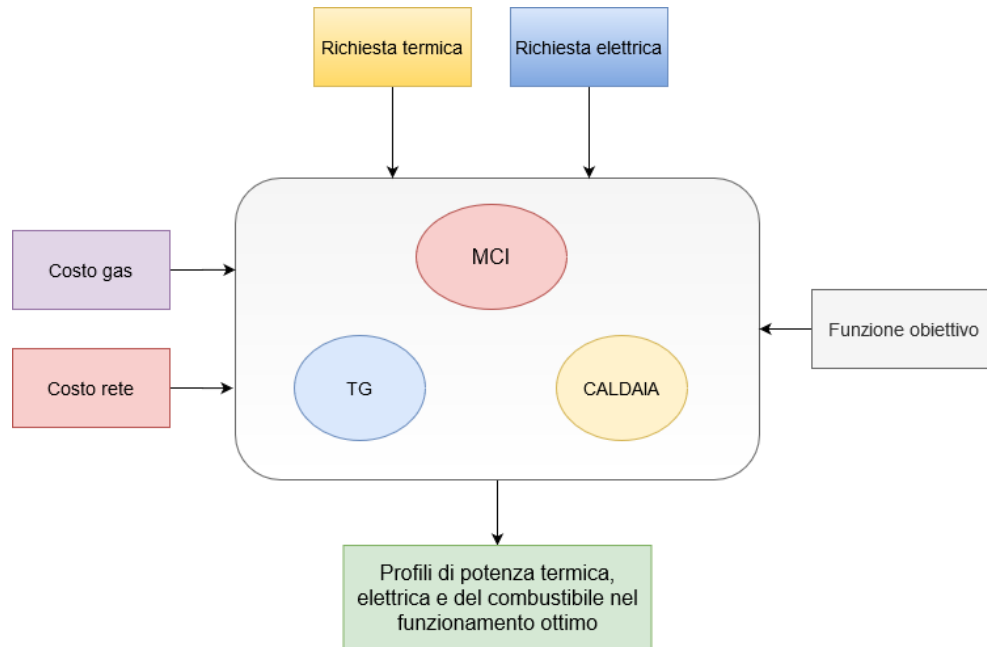 Richiesta termica
Richiesta elettrica
MCI
Costo gas
Funzione obiettivo
Costo rete
TG
CALDAIA
Profili di potenza termica,
elettrica e del combustibile nel
funzionamento ottimo